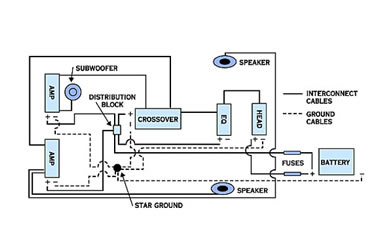 SUBWOOFER
AMP
DISTRIBUTION
BLOCK
CROSSOVER
SPEAKER
EQ
HEAD
INTERCONNECT
CABLES
GROUND
CABLES
+ −
+
+ −
+ −
AMP
+ −
FUSES
+
BATTERY
−
SPEAKER
STAR GROUND